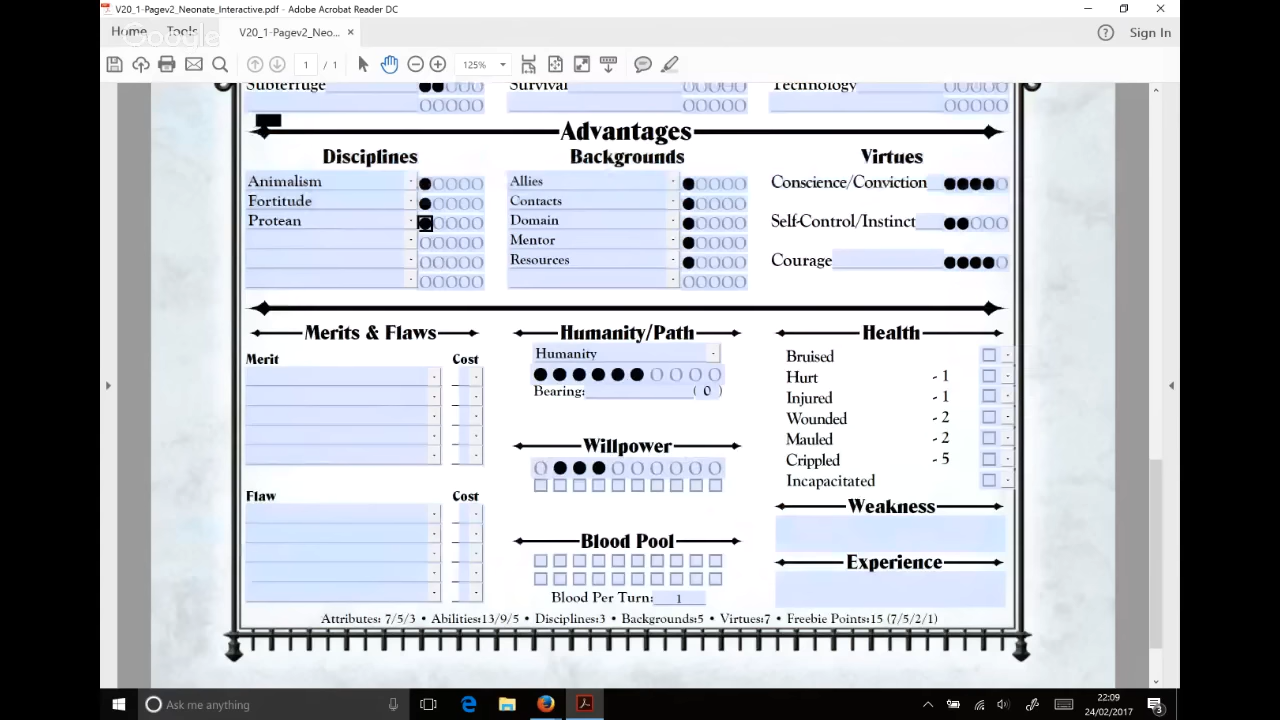 V20_1-Pagev2_Neonate_Interactive.pdf - Adobe Acrobat Reader DC
Home Tools V20_1-Pagev2_Neo... × ? Sign In
Google
1 / 1 125%
Subterfuge Survival Technology
Advantages
Disciplines Backgrounds Virtues
Animalism Allies Conscience/Conviction
Fortitude Contacts
Protean Domain Self-Control/Instinct
Mentor
Resources Courage
Merits & Flaws Humanity/Path Health
Merit Cost Humanity Bruised
Hurt - 1
Bearing: ( 0 ) Injured - 1
Wounded - 2
Willpower Mauled - 2
Crippled - 5
Incapacitated
Flaw Cost Weakness
Blood Pool
Experience
Blood Per Turn: 1
Attributes: 7/5/3 • Abilities:13/9/5 • Disciplines:3 • Backgrounds:5 • Virtues:7 • Freebie Points:15 (7/5/2/1)
Ask me anything
22:09
24/02/2017
3